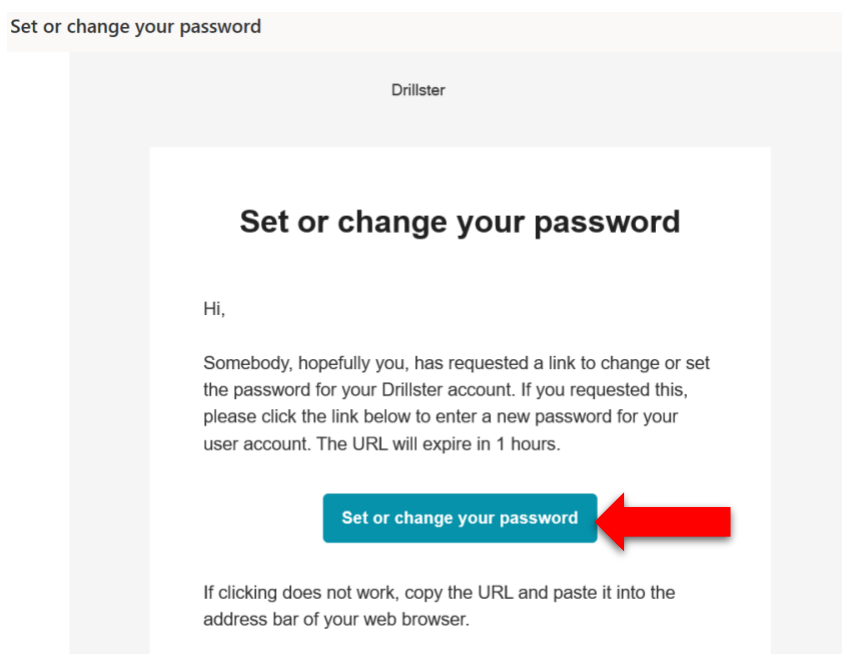 Set or change your password
Drillster
Set or change your password
Hi,
Somebody, hopefully you, has requested a link to change or set
the password for your Drillster account. If you requested this,
please click the link below to enter a new password for your
user account. The URL will expire in 1 hours.
Set or change your password
If clicking does not work, copy the URL and paste it into the
address bar of your web browser.